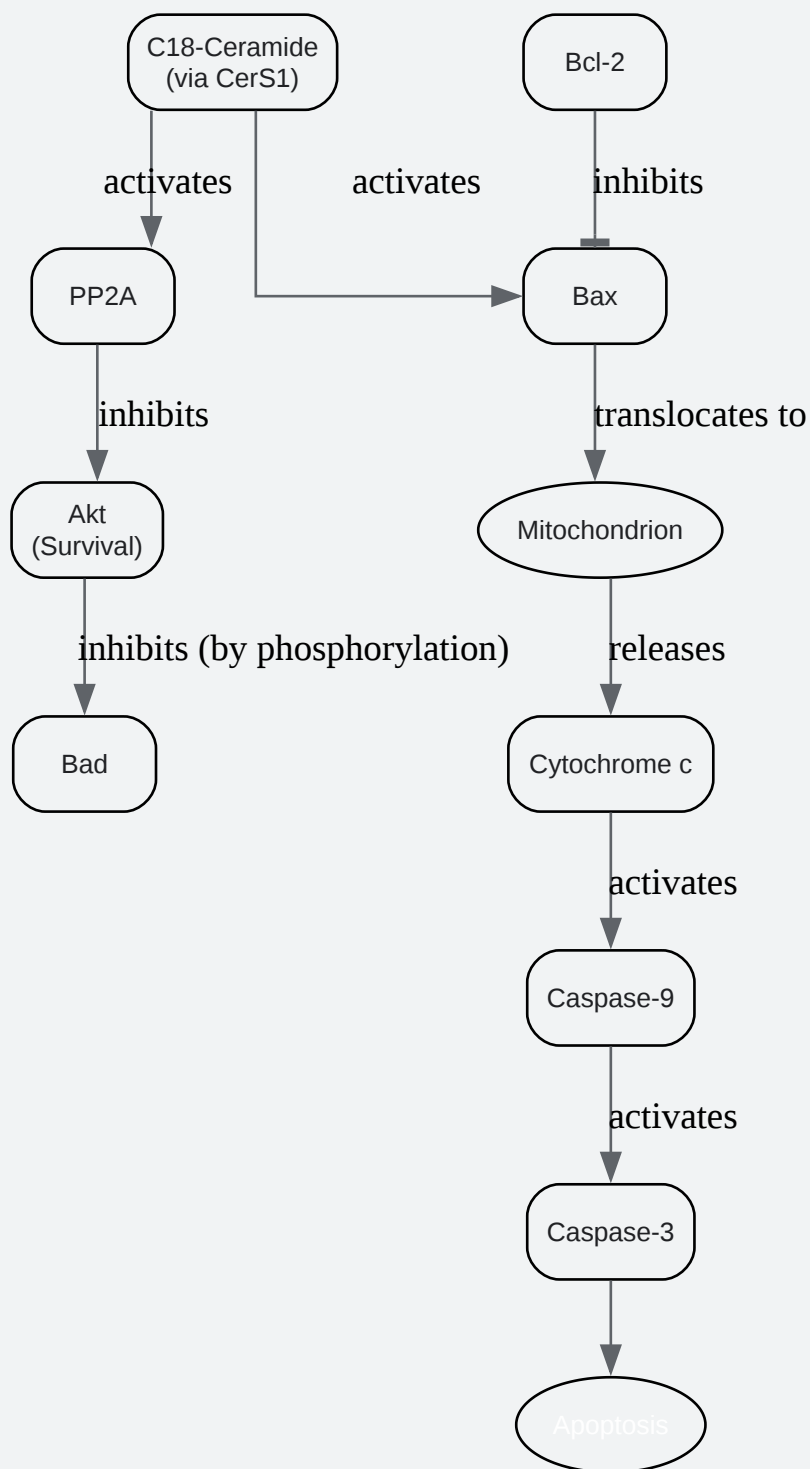 C18-Ceramide
(via CerS1)
Bcl-2
activates
activates
inhibits
PP2A
Bax
inhibits
translocates to
Akt
(Survival)
Mitochondrion
inhibits (by phosphorylation)
releases
Bad
Cytochrome c
activates
Caspase-9
activates
Caspase-3
Apoptosis